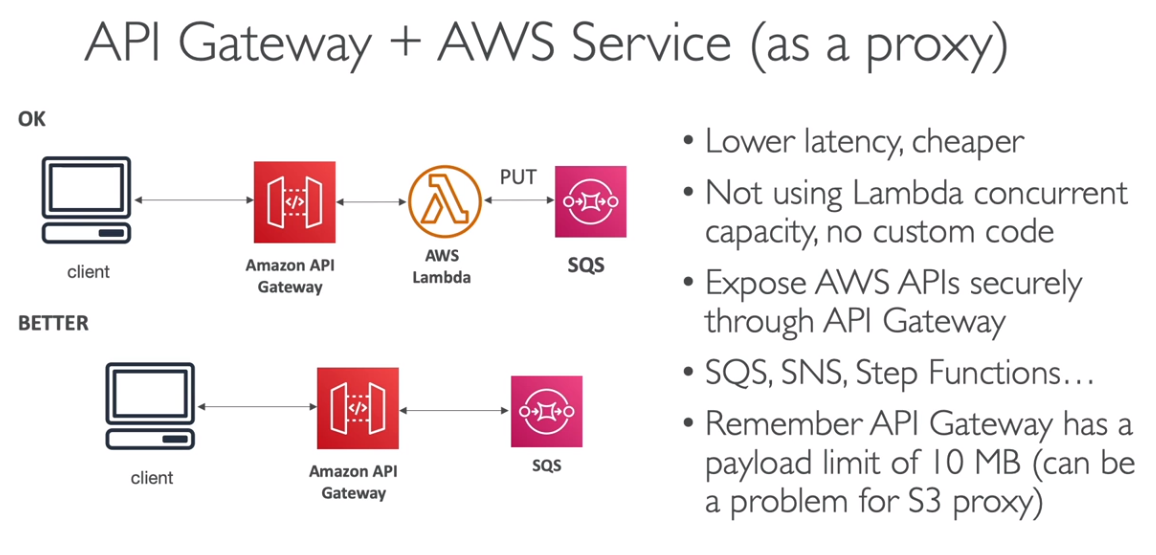 API Gateway + AWS Service (as a proxy)
OK
client
Amazon API
Gateway
AWS
Lambda
PUT
SQS
BETTER
client
Amazon API
Gateway
SQS
• Lower latency, cheaper
• Not using Lambda concurrent
capacity, no custom code
• Expose AWS APIs securely
through API Gateway
• SQS, SNS, Step Functions…
• Remember API Gateway has a
payload limit of 10 MB (can be
a problem for S3 proxy)